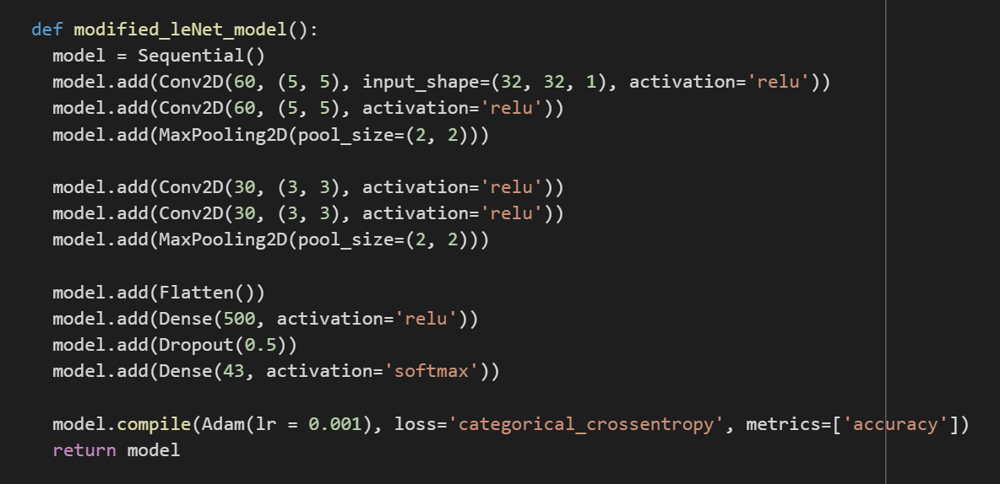 def modified_leNet_model():
  model = Sequential()
  model.add(Conv2D(60, (5, 5), input_shape=(32, 32, 1), activation='relu'))
  model.add(Conv2D(60, (5, 5), activation='relu'))
  model.add(MaxPooling2D(pool_size=(2, 2)))

  model.add(Conv2D(30, (3, 3), activation='relu'))
  model.add(Conv2D(30, (3, 3), activation='relu'))
  model.add(MaxPooling2D(pool_size=(2, 2)))

  model.add(Flatten())
  model.add(Dense(500, activation='relu'))
  model.add(Dropout(0.5))
  model.add(Dense(43, activation='softmax'))

  model.compile(Adam(lr = 0.001), loss='categorical_crossentropy', metrics=['accuracy'])
  return model